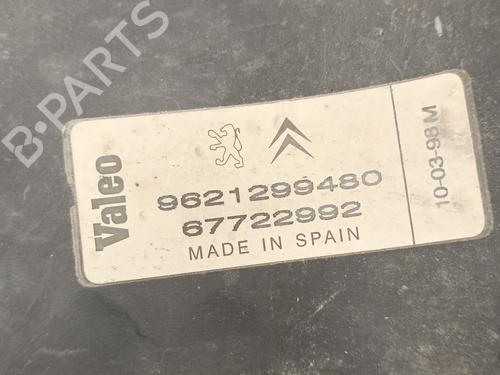 B-PARTS
Valeo
9621299480
67722992
MADE IN SPAIN
10-03-98 M